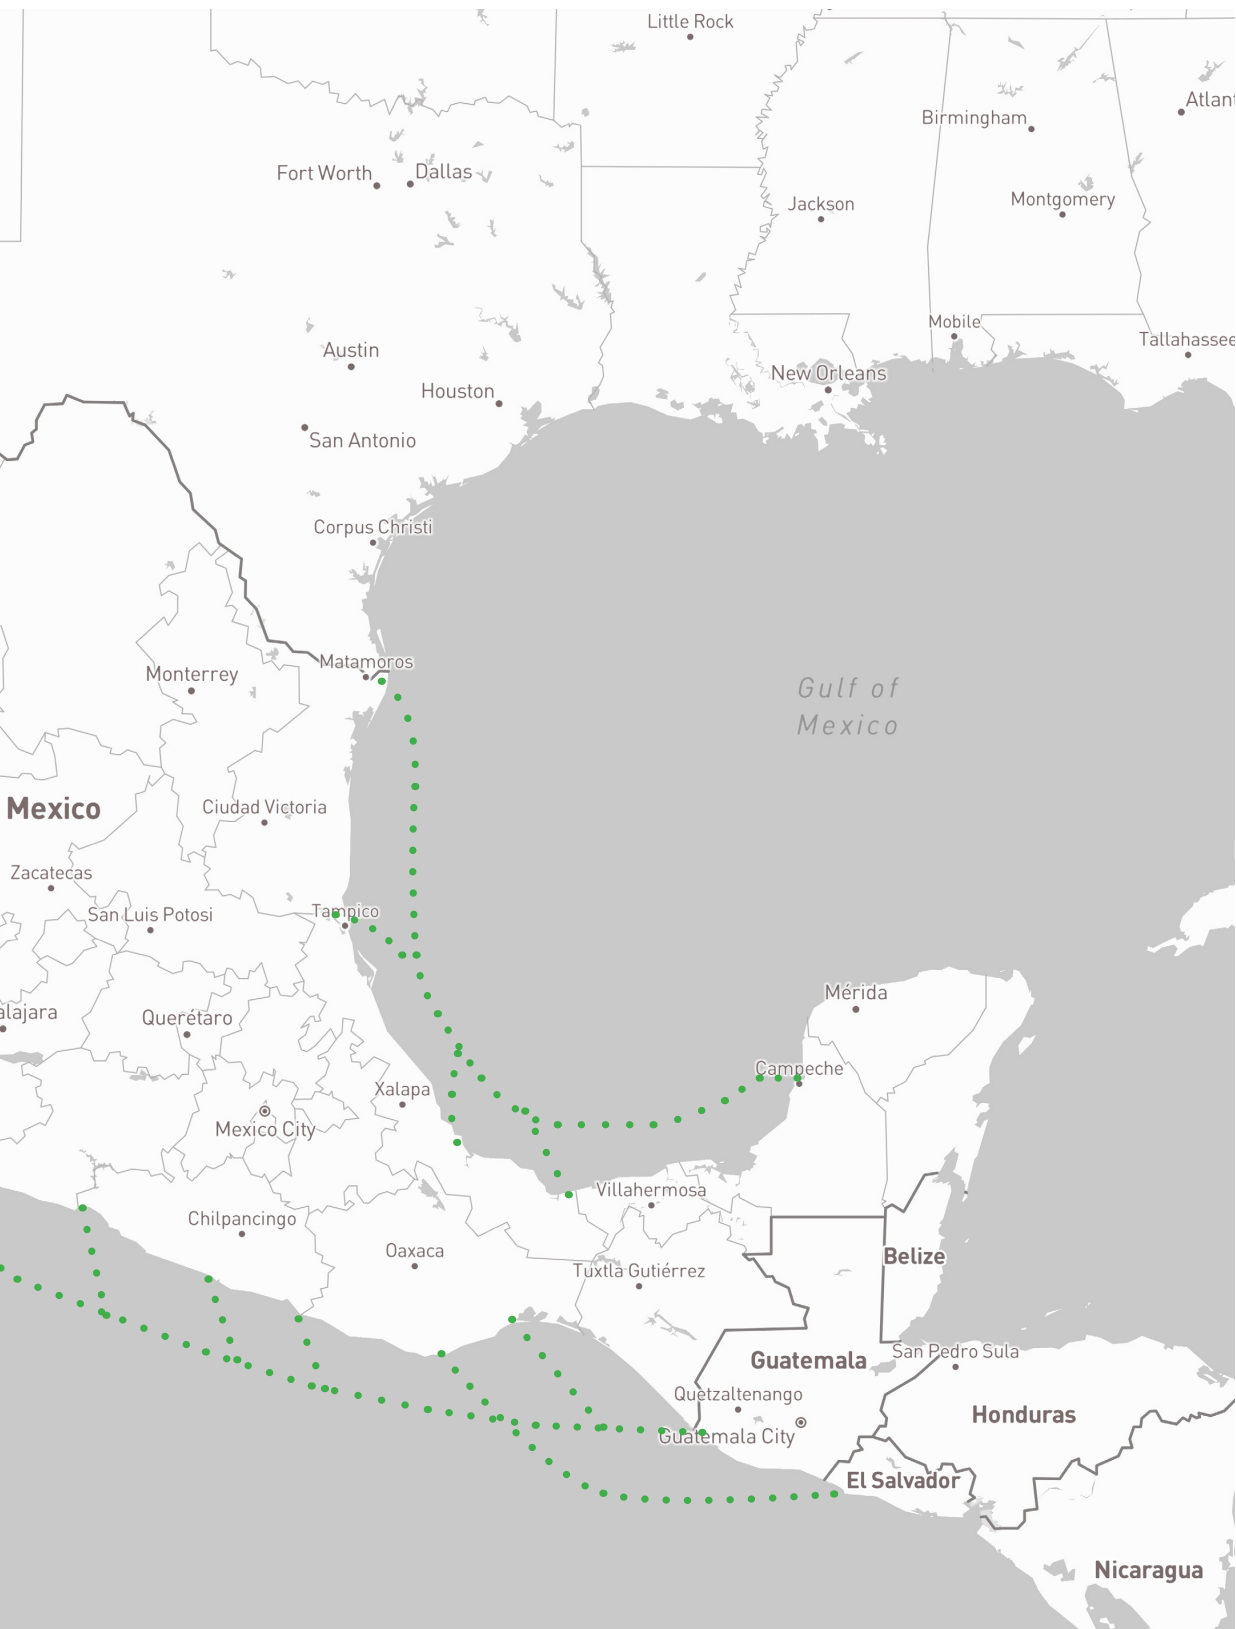 Little Rock
Atlan
Birmingham
Fort Worth
Dallas
Jackson
Montgomery
Mobile
Tallahassee
Austin
New Orleans
Houston
San Antonio
Corpus Christi
Matamoros
Monterrey
Gulf of
Mexico
Mexico
Ciudad Victoria
Zacatecas
San Luis Potosi
Tampico
Mérida
alajara
Querétaro
Campeche
Xalapa
Mexico City
Villahermosa
Chilpancingo
Oaxaca
Belize
Tuxtla Gutiérrez
San Pedro Sula
Guatemala
Quetzaltenango
Honduras
Guatemala City
El Salvador
Nicaragua